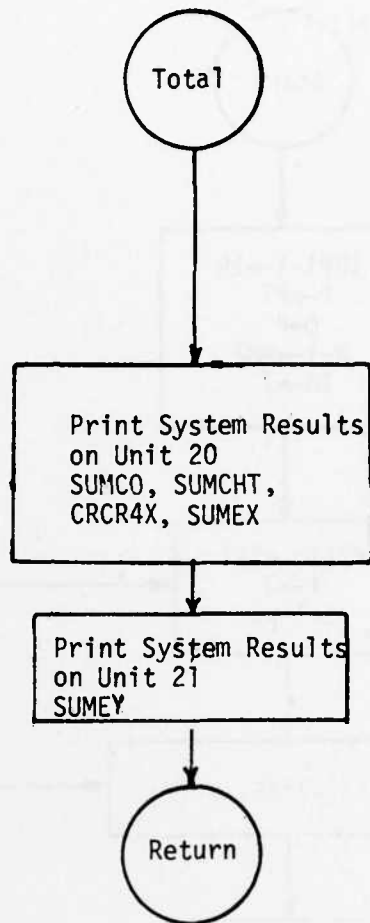 Total
Print System Results
on Unit 20
SUMCO, SUMCHT,
CRCR4X, SUMEX
Print System Results
on Unit 21
SUMEY
Return